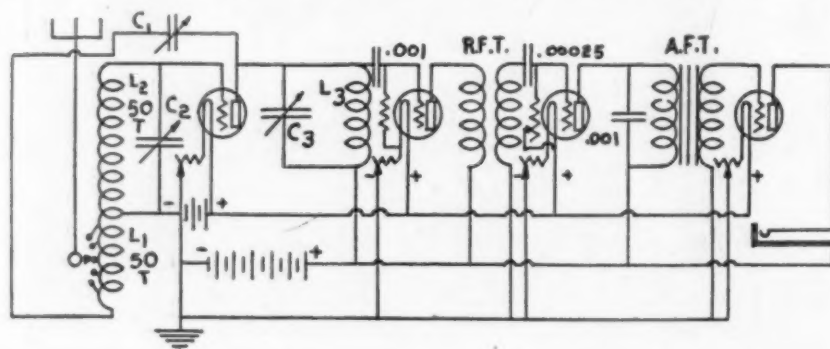 C1
.001
R.F.T.
.00025
A.F.T.
L2
50
T
C2
C3
L3
.001
-
+
-
+
+
-
+
L1
50
T
-
+